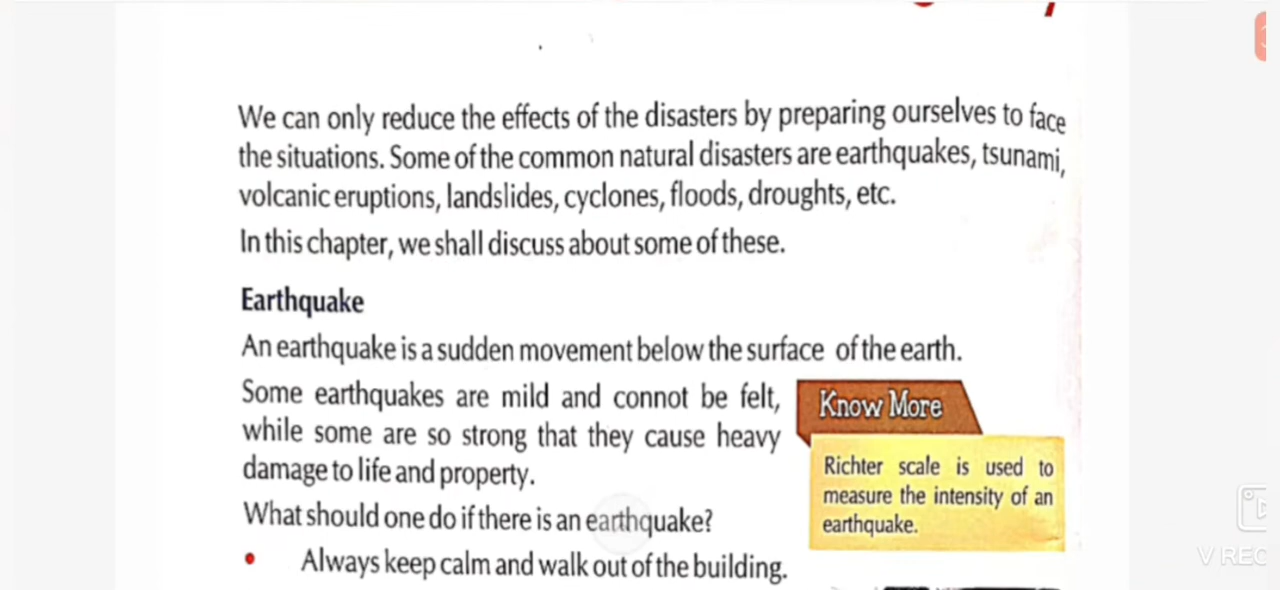 We can only reduce the effects of the disasters by preparing ourselves to face
the situations. Some of the common natural disasters are earthquakes, tsunami,
volcanic eruptions, landslides, cyclones, floods, droughts, etc.
In this chapter, we shall discuss about some of these.
Earthquake
An earthquake is a sudden movement below the surface of the earth.
Some earthquakes are mild and connot be felt,
while some are so strong that they cause heavy
damage to life and property.
Know More
Richter scale is used to
measure the intensity of an
earthquake.
What should one do if there is an earthquake?
• Always keep calm and walk out of the building.
V REC